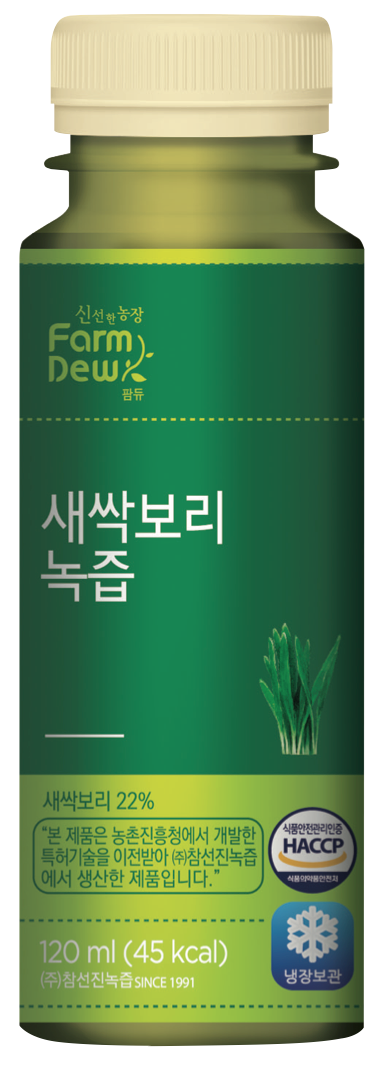 신선한농장
Farm
Dew
팜듀
새싹보리
녹즙
새싹보리 22%
“본 제품은 농촌진흥청에서 개발한
특허기술을 이전받아 ㈜참선진녹즙
에서 생산한 제품입니다.”
식품안전관리인증
HACCP
식품의약품안전처
120 ml (45 kcal)
(주)참선진녹즙 SINCE 1991
냉장보관